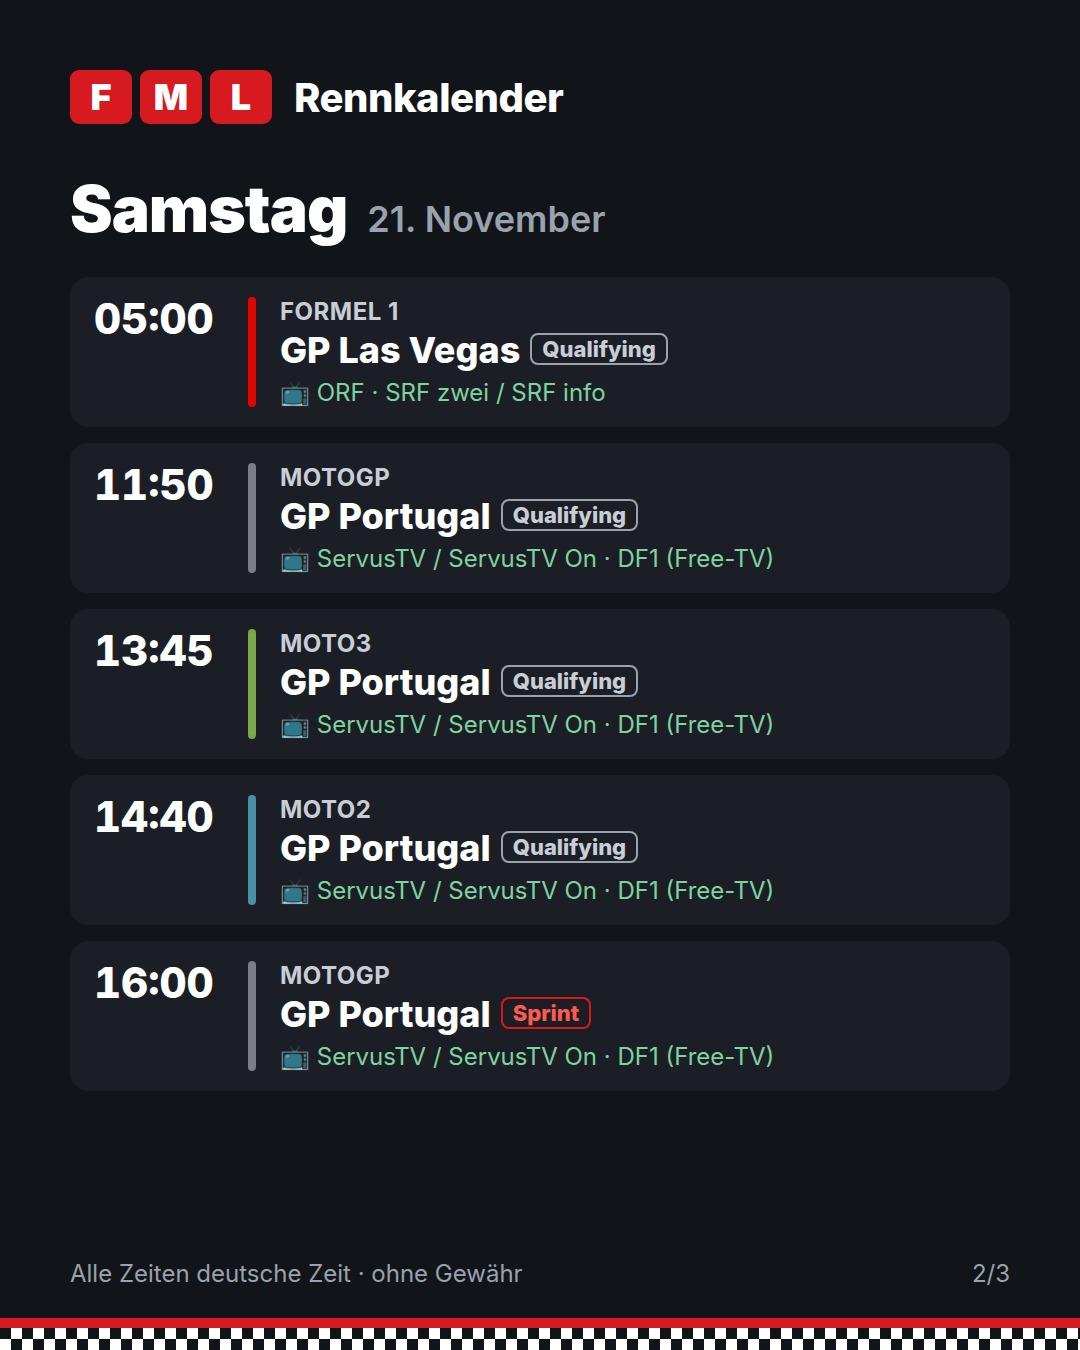 F M L Rennkalender
Samstag 21. November
05:00
FORMEL 1
GP Las Vegas Qualifying
ORF · SRF zwei / SRF info
11:50
MOTOGP
GP Portugal Qualifying
ServusTV / ServusTV On · DF1 (Free-TV)
13:45
MOTO3
GP Portugal Qualifying
ServusTV / ServusTV On · DF1 (Free-TV)
14:40
MOTO2
GP Portugal Qualifying
ServusTV / ServusTV On · DF1 (Free-TV)
16:00
MOTOGP
GP Portugal Sprint
ServusTV / ServusTV On · DF1 (Free-TV)
Alle Zeiten deutsche Zeit · ohne Gewähr 2/3